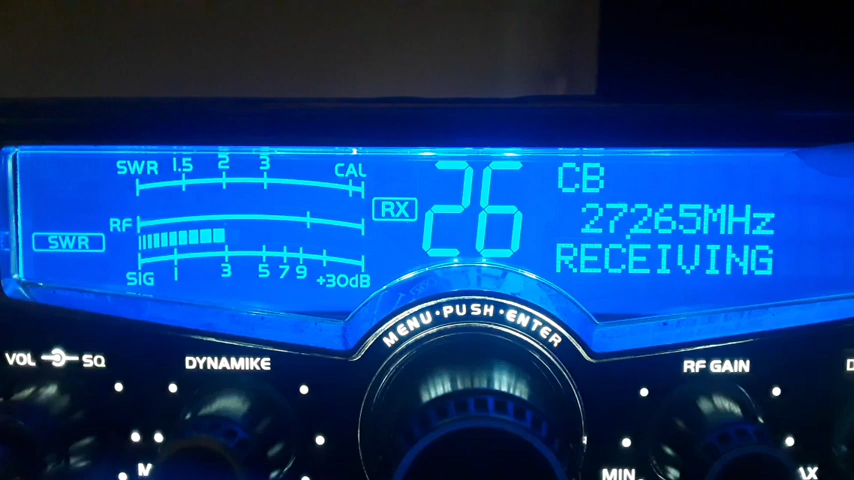 SWR 1.5 2 3 CAL
RF
SWR
SIG 1 3 5 7 9 +30dB
RX
26
CB
27265MHz
RECEIVING
MENU·PUSH·ENTER
VOL SQ
DYNAMIKE
RF GAIN
MIN